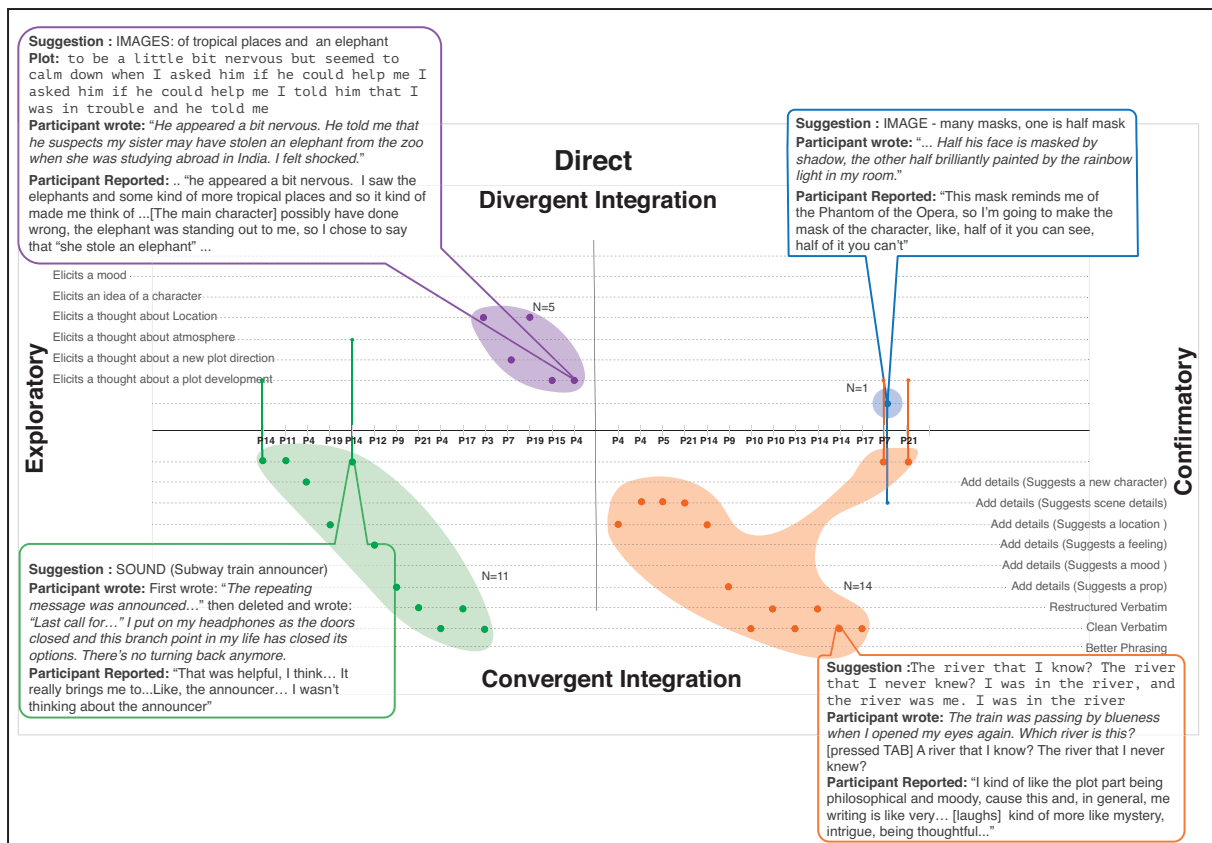 Suggestion : IMAGES: of tropical places and an elephant
Plot: to be a little bit nervous but seemed to
calm down when I asked him if he could help me I
asked him if he could help me I told him that I
was in trouble and he told me
Participant wrote: “He appeared a bit nervous. He told me that
he suspects my sister may have stolen an elephant from the zoo
when she was studying abroad in India. I felt shocked.”
Participant Reported: .. “he appeared a bit nervous. I saw the
elephants and some kind of more tropical places and so it kind of
made me think of ...[The main character] possibly have done
wrong, the elephant was standing out to me, so I chose to say
that “she stole an elephant” ...
Suggestion : IMAGE - many masks, one is half mask
Participant wrote: “... Half his face is masked by
shadow, the other half brilliantly painted by the rainbow
light in my room.”
Participant Reported: “This mask reminds me of
the Phantom of the Opera, so I’m going to make the
mask of the character, like, half of it you can see,
half of it you can’t”
Direct
Divergent Integration
Elicits a mood
Elicits an idea of a character
Elicits a thought about Location
Elicits a thought about atmosphere
Elicits a thought about a new plot direction
Elicits a thought about a plot development
N=5
N=1
Exploratory
Confirmatory
P14 P11 P4 P19 P14 P12 P9 P21 P4 P17 P3 P7 P19 P15 P4 P4 P4 P5 P21 P14 P9 P10 P10 P13 P14 P14 P17 P7 P21
Add details (Suggests a new character)
Add details (Suggests scene details)
Add details (Suggests a location )
Add details (Suggests a feeling)
Add details (Suggests a mood )
Add details (Suggests a prop)
Restructured Verbatim
Clean Verbatim
Better Phrasing
N=11
N=14
Convergent Integration
Suggestion : SOUND (Subway train announcer)
Participant wrote: First wrote: “The repeating
message was announced…” then deleted and wrote:
“Last call for…” I put on my headphones as the doors
closed and this branch point in my life has closed its
options. There’s no turning back anymore.
Participant Reported: “That was helpful, I think… It
really brings me to...Like, the announcer… I wasn’t
thinking about the announcer”
Suggestion :The river that I know? The river
that I never knew? I was in the river, and
the river was me. I was in the river
Participant wrote: The train was passing by blueness
when I opened my eyes again. Which river is this?
[pressed TAB] A river that I know? The river that I never
knew?
Participant Reported: “I kind of like the plot part being
philosophical and moody, cause this and, in general, me
writing is like very… [laughs] kind of more like mystery,
intrigue, being thoughtful...”